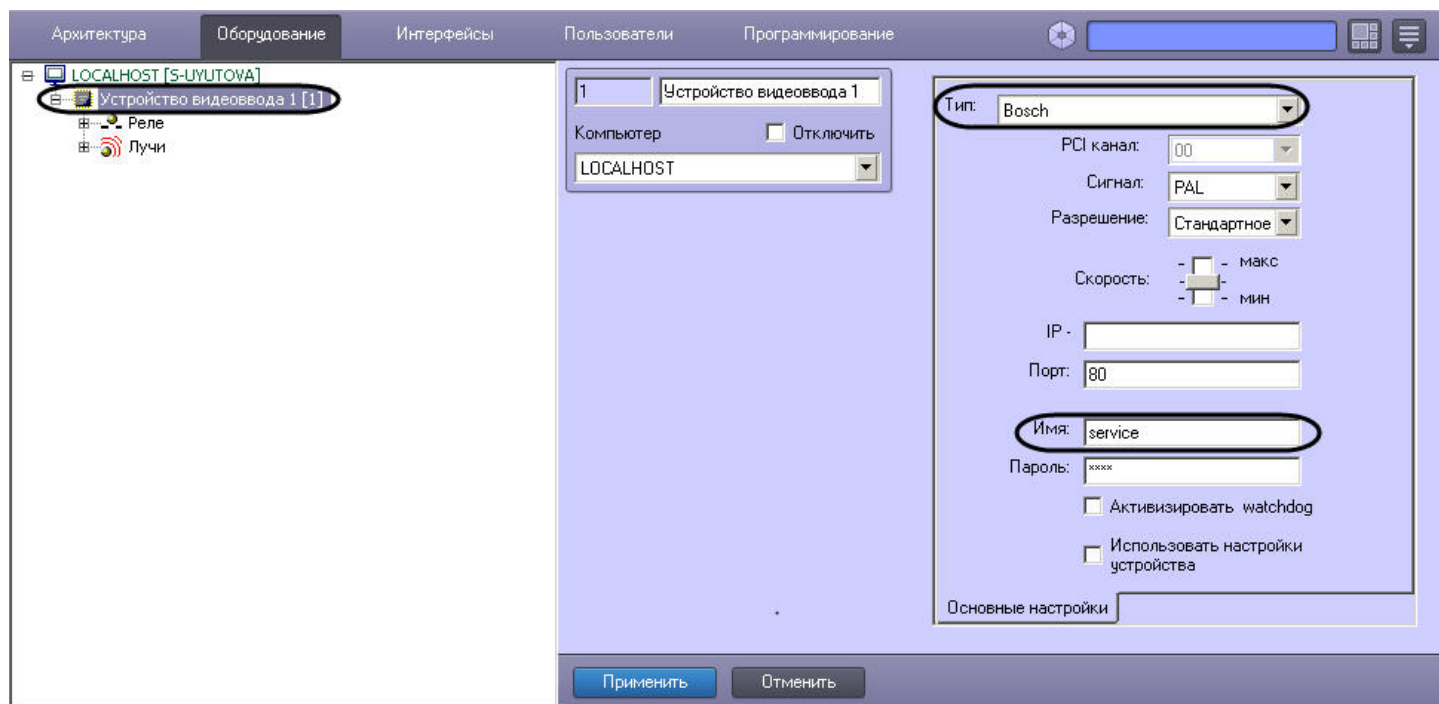 Архитектура Оборудование Интерфейсы Пользователи Программирование
LOCALHOST [S-UYUTOVA]
Устройство видеоввода 1 [1]
Реле
Лучи
1 Устройство видеоввода 1
Компьютер Отключить
LOCALHOST
Тип: Bosch
PCI канал: 00
Сигнал: PAL
Разрешение: Стандартное
- - макс
Скорость: - -
- - мин
IP -
Порт: 80
Имя: service
Пароль: ××××
Активизировать watchdog
Использовать настройки
устройства
Основные настройки
Применить Отменить